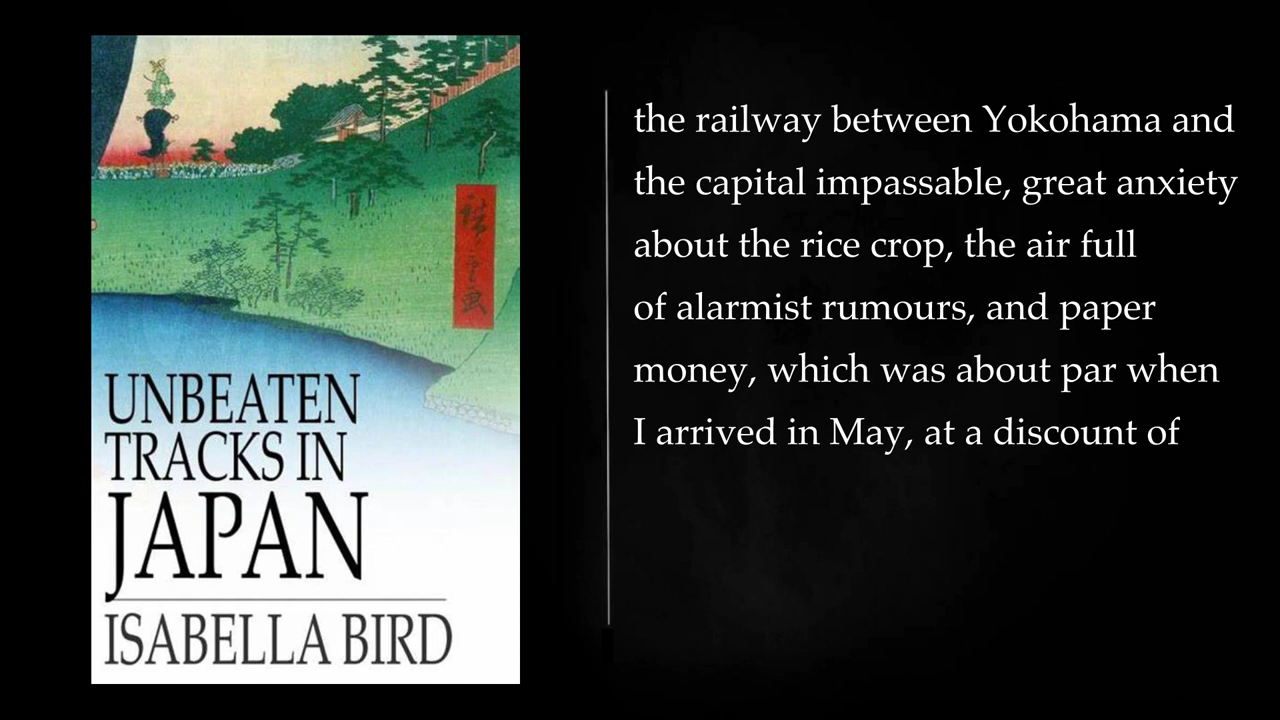 UNBEATEN
TRACKS IN
JAPAN
ISABELLA BIRD
the railway between Yokohama and
the capital impassable, great anxiety
about the rice crop, the air full
of alarmist rumours, and paper
money, which was about par when
I arrived in May, at a discount of